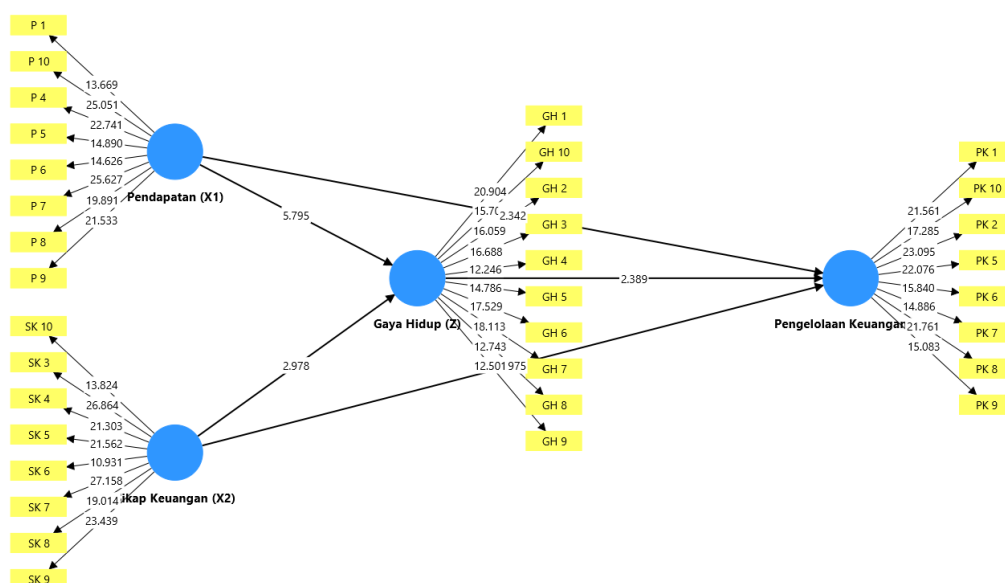 P 1
P 10
P 4
P 5
P 6
P 7
P 8
P 9
13.669
25.051
22.741
14.890
14.626
25.627
19.891
21.533
Pendapatan (X1)
SK 10
SK 3
SK 4
SK 5
SK 6
SK 7
SK 8
SK 9
13.824
26.864
21.303
21.562
10.931
27.158
19.014
23.439
ikap Keuangan (X2)
5.795
2.978
Gaya Hidup (Z)
20.904
15.70
2.342
16.059
16.688
12.246
14.786
17.529
18.113
12.743
12.501
975
GH 1
GH 10
GH 2
GH 3
GH 4
GH 5
GH 6
GH 7
GH 8
GH 9
2.389
Pengelolaan Keuangan
21.561
17.285
23.095
22.076
15.840
14.886
21.761
15.083
PK 1
PK 10
PK 2
PK 5
PK 6
PK 7
PK 8
PK 9